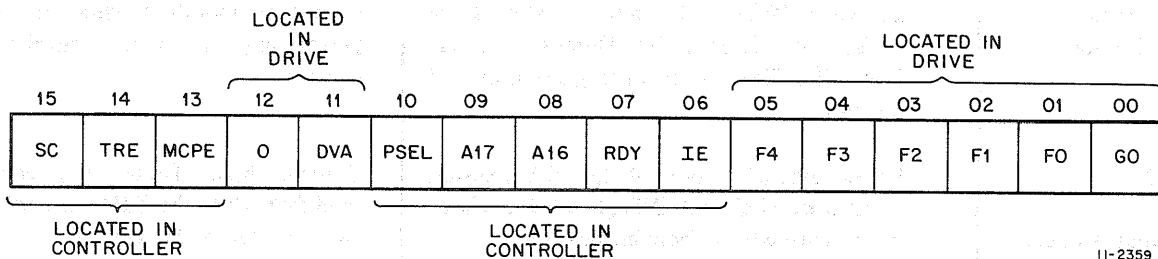 LOCATED
IN
DRIVE
LOCATED IN
DRIVE
15 14 13 12 11 10 09 08 07 06 05 04 03 02 01 00
SC TRE MCPE O DVA PSEL A17 A16 RDY IE F4 F3 F2 F1 F0 GO
LOCATED IN
CONTROLLER
LOCATED IN
CONTROLLER
11-2359